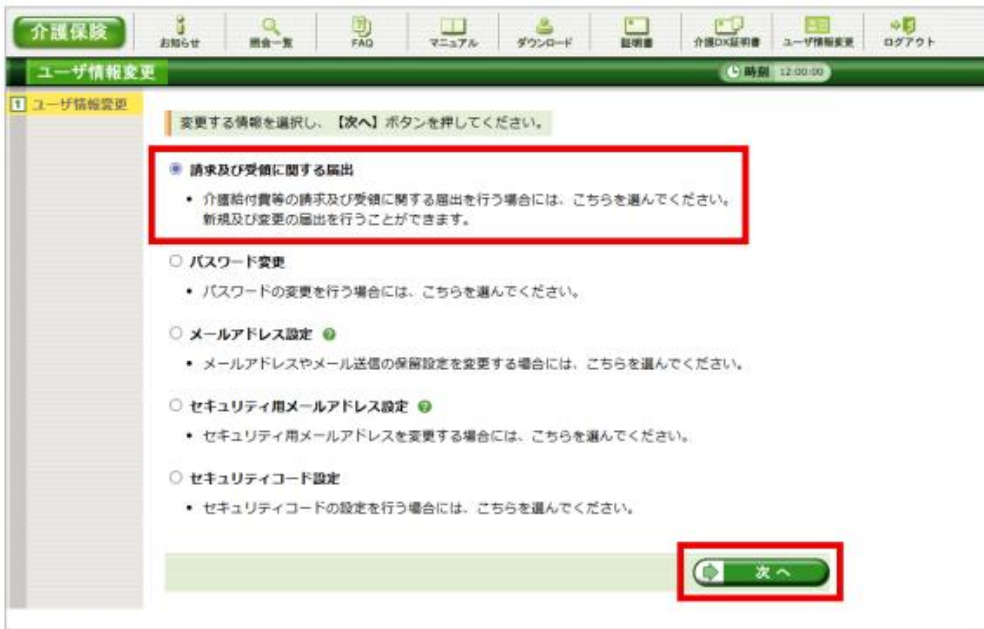 介護保険
お知らせ
照会一覧
FAQ
マニュアル
ダウンロード
証明書
介護DX証明書
ユーザ情報変更
ログアウト
ユーザ情報変更
時刻 12:00:00
1 ユーザ情報変更
変更する情報を選択し、【次へ】ボタンを押してください。
請求及び受領に関する届出
・ 介護給付費等の請求及び受領に関する届出を行う場合には、こちらを選んでください。
新規及び変更の届出を行うことができます。
パスワード変更
・ パスワードの変更を行う場合には、こちらを選んでください。
メールアドレス設定 ?
・ メールアドレスやメール送信の保留設定を変更する場合には、こちらを選んでください。
セキュリティ用メールアドレス設定 ?
・ セキュリティ用メールアドレスを変更する場合には、こちらを選んでください。
セキュリティコード設定
・ セキュリティコードの設定を行う場合には、こちらを選んでください。
次へ